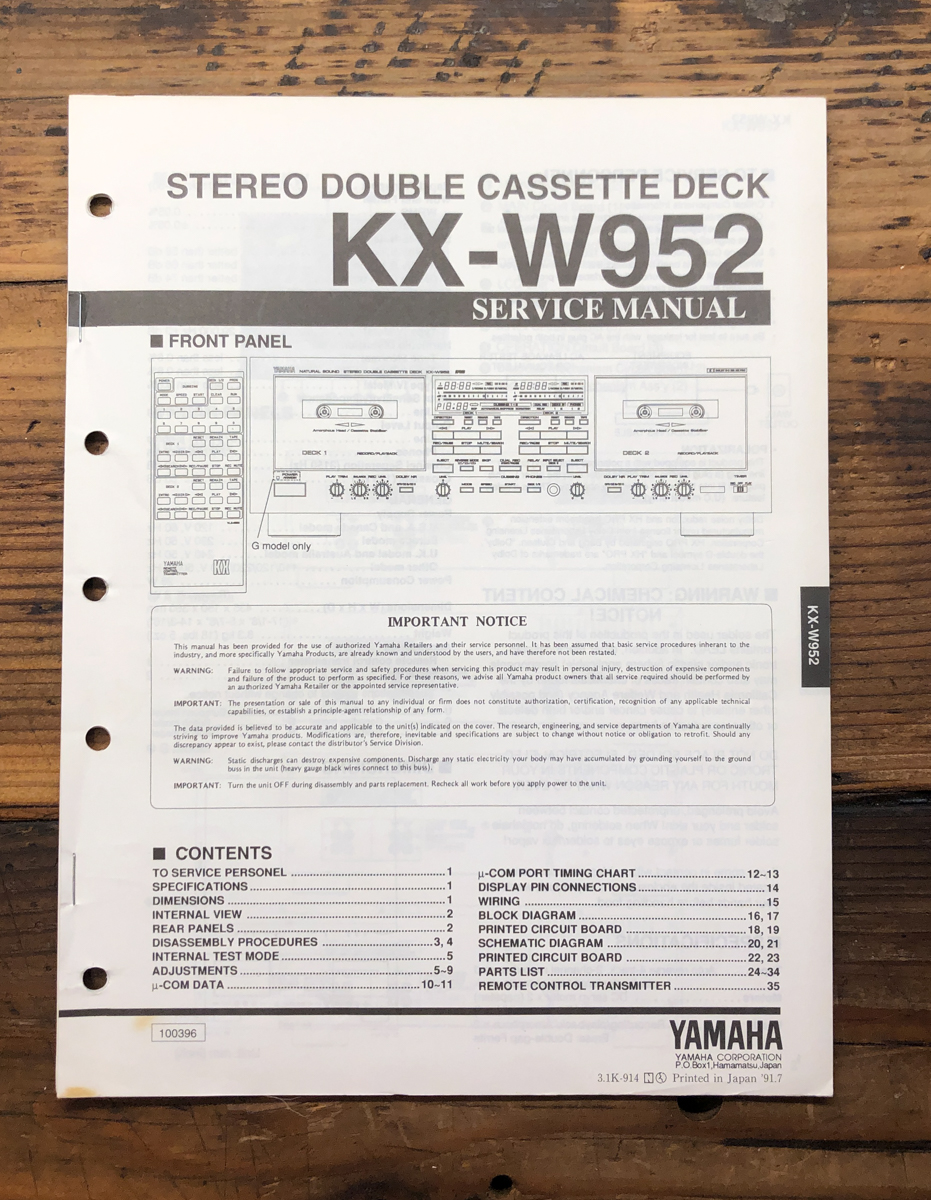 STEREO DOUBLE CASSETTE DECK
KX-W952
SERVICE MANUAL
■ FRONT PANEL
YAMAHA NATURAL SOUND STEREO DOUBLE CASSETTE DECK KX-W952
DECK 1
RECORD/PLAYBACK
DECK 2
RECORD/PLAYBACK
YAMAHA
REMOTE CONTROL TRANSMITTER
KX
G model only
KX-W952
IMPORTANT NOTICE
This manual has been provided for the use of authorized Yamaha Retailers and their service personnel. It has been assumed that basic service procedures inherent to the
industry, and more specifically Yamaha Products, are already known and understood by the users, and have therefore not been restated.
WARNING: Failure to follow appropriate service and safety procedures when servicing this product may result in personal injury, destruction of expensive components
and failure of the product to perform as specified. For these reasons, we advise all Yamaha product owners that all service required should be performed by
an authorized Yamaha Retailer or the appointed service representative.
IMPORTANT: The presentation or sale of this manual to any individual or firm does not constitute authorization, certification, recognition of any applicable technical
capabilities, or establish a principle-agent relationship of any form.
The data provided is believed to be accurate and applicable to the unit(s) indicated on the cover. The research, engineering, and service departments of Yamaha are continually
striving to improve Yamaha products. Modifications are, therefore, inevitable and specifications are subject to change without notice or obligation to retrofit. Should any
discrepancy appear to exist, please contact the distributor's Service Division.
WARNING: Static discharges can destroy expensive components. Discharge any static electricity your body may have accumulated by grounding yourself to the ground
buss in the unit (heavy gauge black wires connect to this buss).
IMPORTANT: Turn the unit OFF during disassembly and parts replacement. Recheck all work before you apply power to the unit.
■ CONTENTS
TO SERVICE PERSONEL ........ 1
SPECIFICATIONS ........ 1
DIMENSIONS ........ 1
INTERNAL VIEW ........ 2
REAR PANELS ........ 2
DISASSEMBLY PROCEDURES ........ 3, 4
INTERNAL TEST MODE ........ 5
ADJUSTMENTS ........ 5~9
μ-COM DATA ........ 10~11
μ-COM PORT TIMING CHART ........ 12~13
DISPLAY PIN CONNECTIONS ........ 14
WIRING ........ 15
BLOCK DIAGRAM ........ 16, 17
PRINTED CIRCUIT BOARD ........ 18, 19
SCHEMATIC DIAGRAM ........ 20, 21
PRINTED CIRCUIT BOARD ........ 22, 23
PARTS LIST ........ 24~34
REMOTE CONTROL TRANSMITTER ........ 35
100396
YAMAHA
YAMAHA CORPORATION
P.O.Box1,Hamamatsu,Japan
3.1K-914 Printed in Japan '91.7